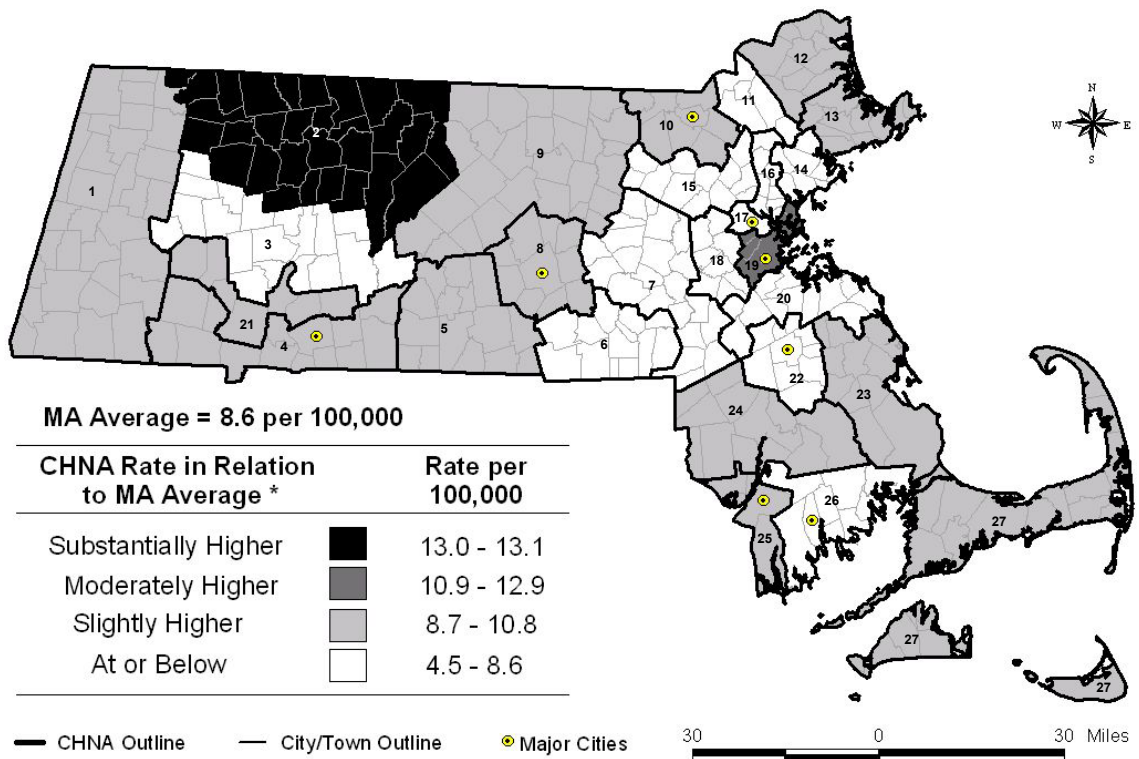 12
11
N
10
13
W E
S
2
9
16
14
15
1
17
8
3
18
19
7
20
21
5
4
6
22
23
24
MA Average = 8.6 per 100,000
CHNA Rate in Relation to MA Average *
Rate per 100,000
26
27
25
Substantially Higher 13.0 - 13.1
Moderately Higher 10.9 - 12.9
Slightly Higher 8.7 - 10.8
27
At or Below 4.5 - 8.6
27
CHNA Outline City/Town Outline Major Cities
30 0 30 Miles